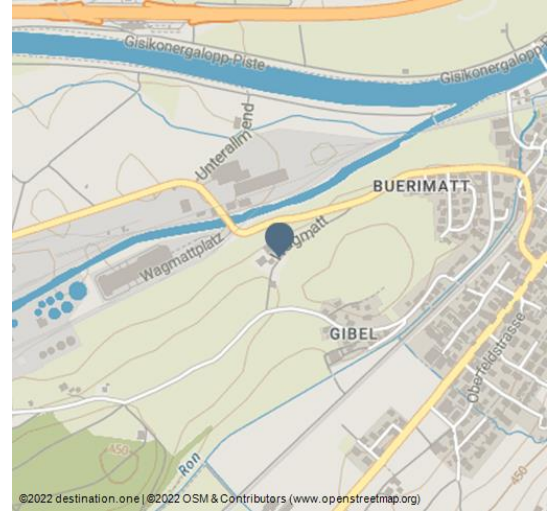 Gisikonergalopp-Piste
Gisikonergalopp-P
Unterallmend
BUERIMATT
Wagmatt
Wagmattplatz
GIBEL
Oberfeldstrasse
Ron
450
450
©2022 destination.one | ©2022 OSM & Contributors (www.openstreetmap.org)